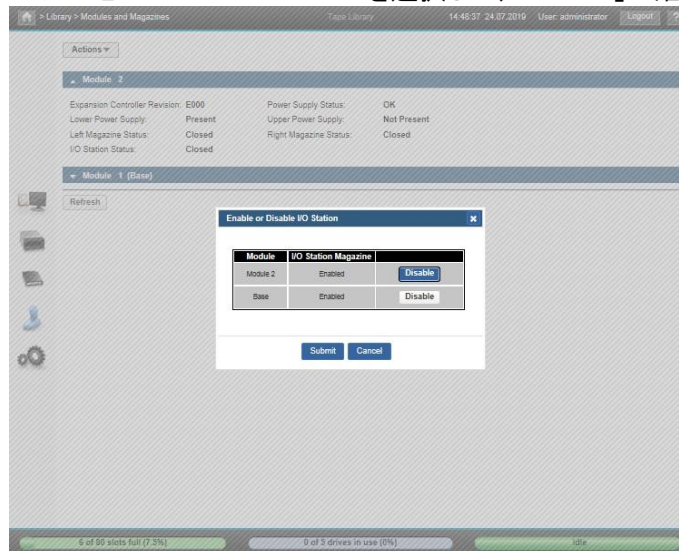 > Library > Modules and Magazines Tape Library 14:48:37 24.07.2019 User: administrator Logout ?
Actions
Module 2
Expansion Controller Revision: E000 Power Supply Status: OK
Lower Power Supply: Present Upper Power Supply: Not Present
Left Magazine Status: Closed Right Magazine Status: Closed
I/O Station Status: Closed
Module 1 (Base)
Refresh
Enable or Disable I/O Station
Module I/O Station Magazine
Module 2 Enabled Disable
Base Enabled Disable
Submit Cancel
6 of 80 slots full (7.5%) 0 of 5 drives in use (0%) Idle